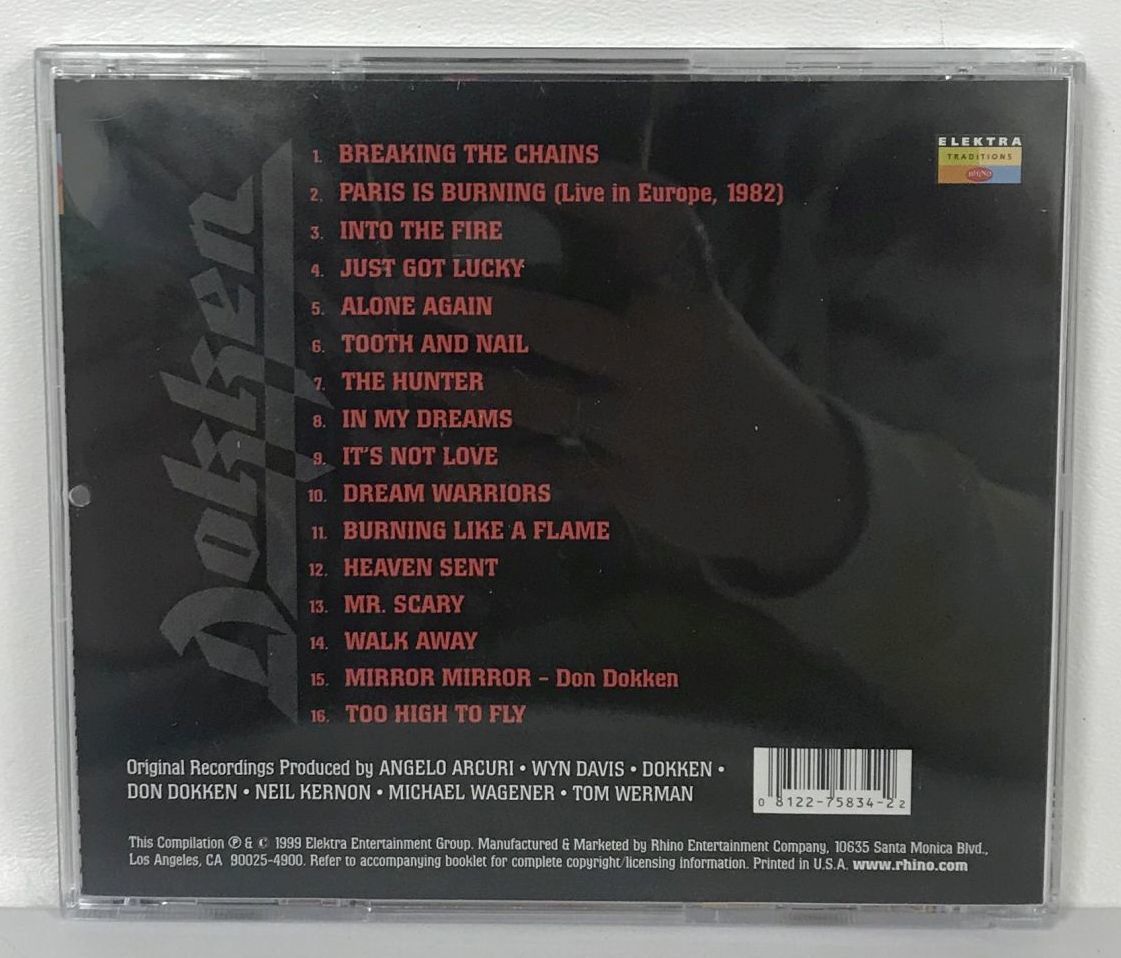 Dokken
1. BREAKING THE CHAINS
2. PARIS IS BURNING (Live in Europe, 1982)
3. INTO THE FIRE
4. JUST GOT LUCKY
5. ALONE AGAIN
6. TOOTH AND NAIL
7. THE HUNTER
8. IN MY DREAMS
9. IT'S NOT LOVE
10. DREAM WARRIORS
11. BURNING LIKE A FLAME
12. HEAVEN SENT
13. MR. SCARY
14. WALK AWAY
15. MIRROR MIRROR – Don Dokken
16. TOO HIGH TO FLY
ELEKTRA
TRADITIONS
RHINO
Original Recordings Produced by ANGELO ARCURI • WYN DAVIS • DOKKEN •
DON DOKKEN • NEIL KERNON • MICHAEL WAGENER • TOM WERMAN
0 8122-75834-2 2
This Compilation ℗ & © 1999 Elektra Entertainment Group. Manufactured & Marketed by Rhino Entertainment Company, 10635 Santa Monica Blvd.,
Los Angeles, CA 90025-4900. Refer to accompanying booklet for complete copyright/licensing information. Printed in U.S.A. www.rhino.com